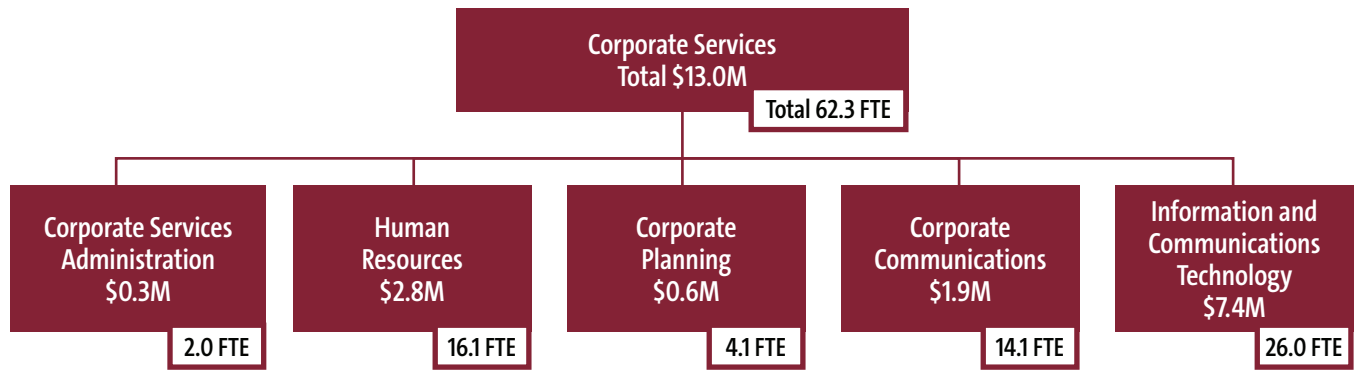 Corporate Services
Total $13.0M
Total 62.3 FTE
Corporate Services
Administration
$0.3M
2.0 FTE
Human
Resources
$2.8M
16.1 FTE
Corporate
Planning
$0.6M
4.1 FTE
Corporate
Communications
$1.9M
14.1 FTE
Information and
Communications
Technology
$7.4M
26.0 FTE